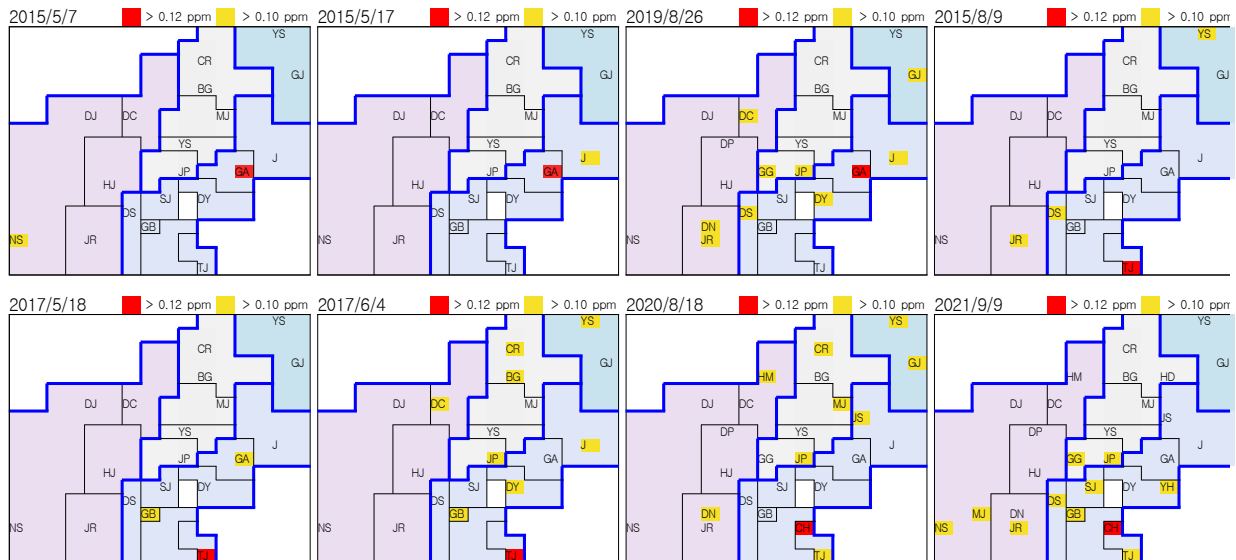 2015/5/7 > 0.12 ppm > 0.10 ppm
YS
CR GJ
BG
DJ DC MJ
YS
J
JP GA
HJ
SJ DY
DS
GB
NS JR
TJ
2015/5/17 > 0.12 ppm > 0.10 ppm
YS
CR GJ
BG
DJ DC MJ
YS
J
JP GA
HJ
SJ DY
DS
GB
NS JR
TJ
2019/8/26 > 0.12 ppm > 0.10 ppm
YS
CR GJ
BG
DJ DC MJ
DP YS
J
GG JP GA
HJ
SJ DY
DS
DN GB
NS JR
TJ
2015/8/9 > 0.12 ppm > 0.10 ppm
YS
CR GJ
BG
DJ DC MJ
YS
J
JP GA
HJ
SJ DY
DS
GB
NS JR
TJ
2017/5/18 > 0.12 ppm > 0.10 ppm
YS
CR GJ
BG
DJ DC MJ
YS
J
JP GA
HJ
SJ DY
DS
GB
NS JR
TJ
2017/6/4 > 0.12 ppm > 0.10 ppm
YS
CR GJ
BG
DJ DC MJ
YS
J
JP GA
HJ
SJ DY
DS
GB
NS JR
TJ
2020/8/18 > 0.12 ppm > 0.10 ppm
YS
CR GJ
HM BG
DJ DC MJ
JS
DP YS
J
GG JP GA
HJ
SJ DY
DS
DN GB
NS JR CH
TJ
2021/9/9 > 0.12 ppm > 0.10 ppm
YS
CR GJ
HM BG HD
DJ DC MJ
JS
DP YS
J
GG JP GA
HJ
SJ DY YH
DS
MJ DN GB
NS JR CH
TJ